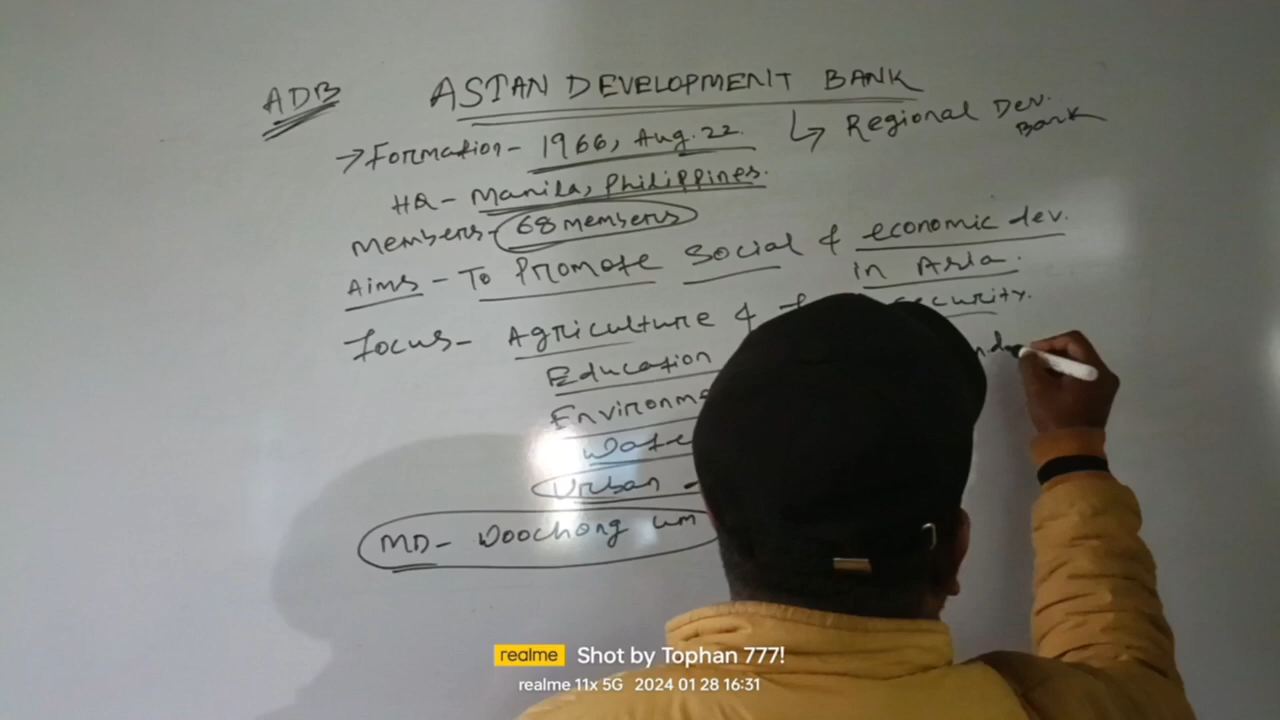 ADB ASIAN DEVELOPMENT BANK
↳ Regional Dev. Bank
→ Formation - 1966, Aug. 22.
HQ - Manila, Philippines.
Members - 68 members
Aims - To Promote Social & economic dev.
in Asia.
Focus - Agriculture & security.
Education
Environme
Wate
Urban -
MD - Woochong um
realme Shot by Tophan 777!
realme 11x 5G 2024 01 28 16:31